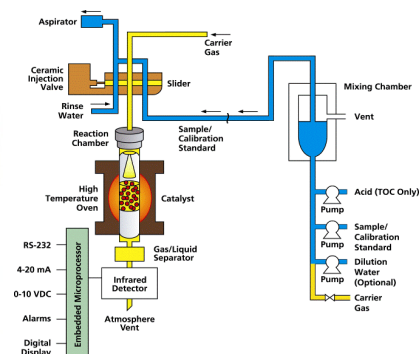 Aspirator
Carrier
Gas
Ceramic
Injection
Valve
Slider
Mixing Chamber
Rinse
Water
Vent
Reaction
Chamber
Sample/
Calibration
Standard
High
Temperature
Oven
Catalyst
Acid (TOC Only)
Pump
Sample/
Calibration
Standard
Pump
Dilution
Water
(Optional)
Pump
Gas/Liquid
Separator
Carrier
Gas
Embedded Microprocessor
RS-232
4-20 mA
0-10 VDC
Alarms
Digital
Display
Infrared
Detector
Atmosphere
Vent